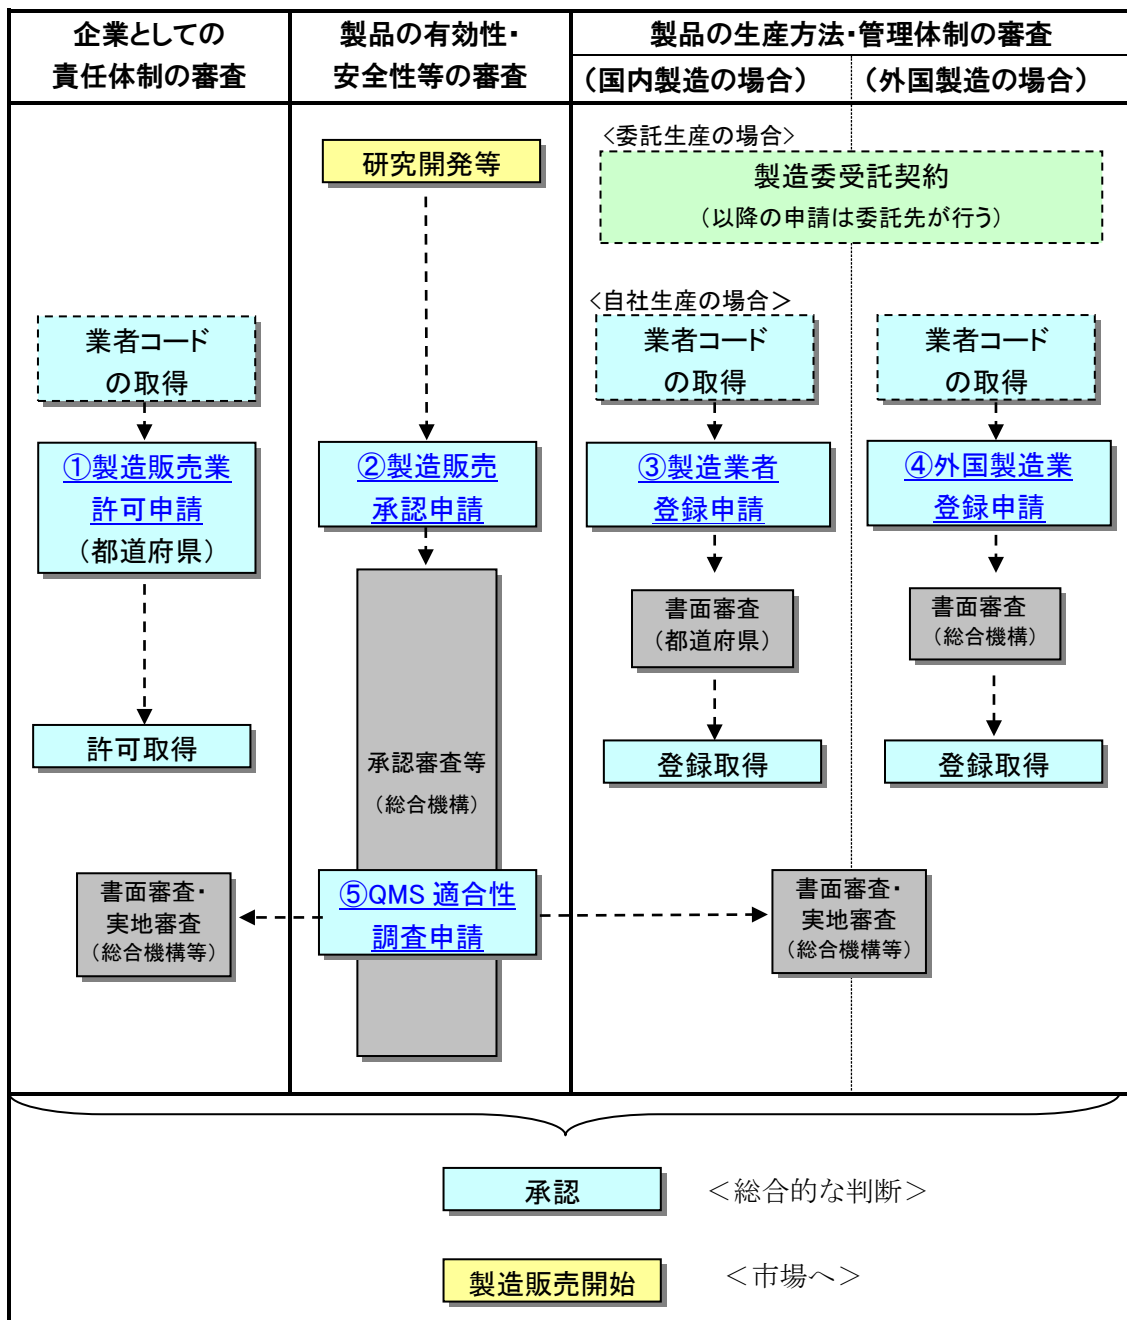 企業としての
責任体制の審査
製品の有効性・
安全性等の審査
製品の生産方法・管理体制の審査
（国内製造の場合）
（外国製造の場合）
研究開発等
<委託生産の場合>
製造委受託契約
（以降の申請は委託先が行う）
<自社生産の場合＞
業者コード
の取得
業者コード
の取得
業者コード
の取得
①製造販売業
許可申請
（都道府県）
②製造販売
承認申請
③製造業者
登録申請
④外国製造業
登録申請
書面審査
（都道府県）
書面審査
（総合機構）
許可取得
承認審査等
（総合機構）
登録取得
登録取得
書面審査・
実地審査
（総合機構等）
⑤QMS 適合性
調査申請
書面審査・
実地審査
（総合機構等）
承認
＜総合的な判断＞
製造販売開始
＜市場へ＞